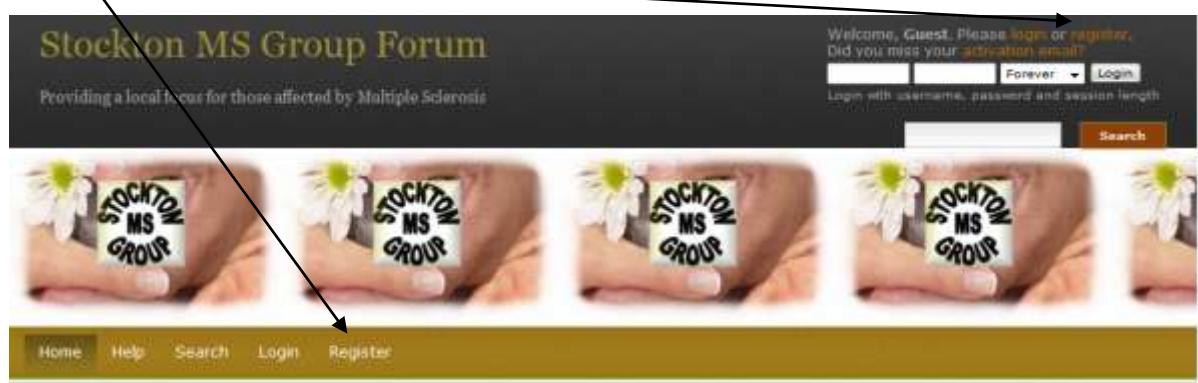 Stockton MS Group Forum
Providing a local focus for those affected by Multiple Sclerosis
Welcome, Guest. Please login or register.
Did you miss your activation email?
Forever Login
Login with username, password and session length
Search
STOCKTON
MS
GROUP
STOCKTON
MS
GROUP
STOCKTON
MS
GROUP
STOCKTON
MS
GROUP
Home Help Search Login Register